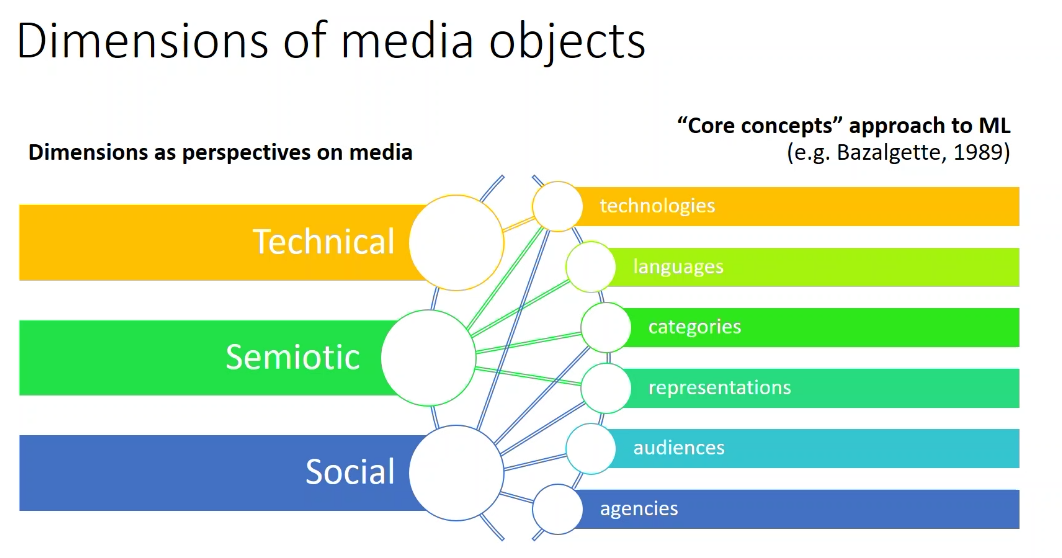 Dimensions of media objects
Dimensions as perspectives on media
Technical
Semiotic
Social
“Core concepts” approach to ML
(e.g. Bazalgette, 1989)
technologies
languages
categories
representations
audiences
agencies